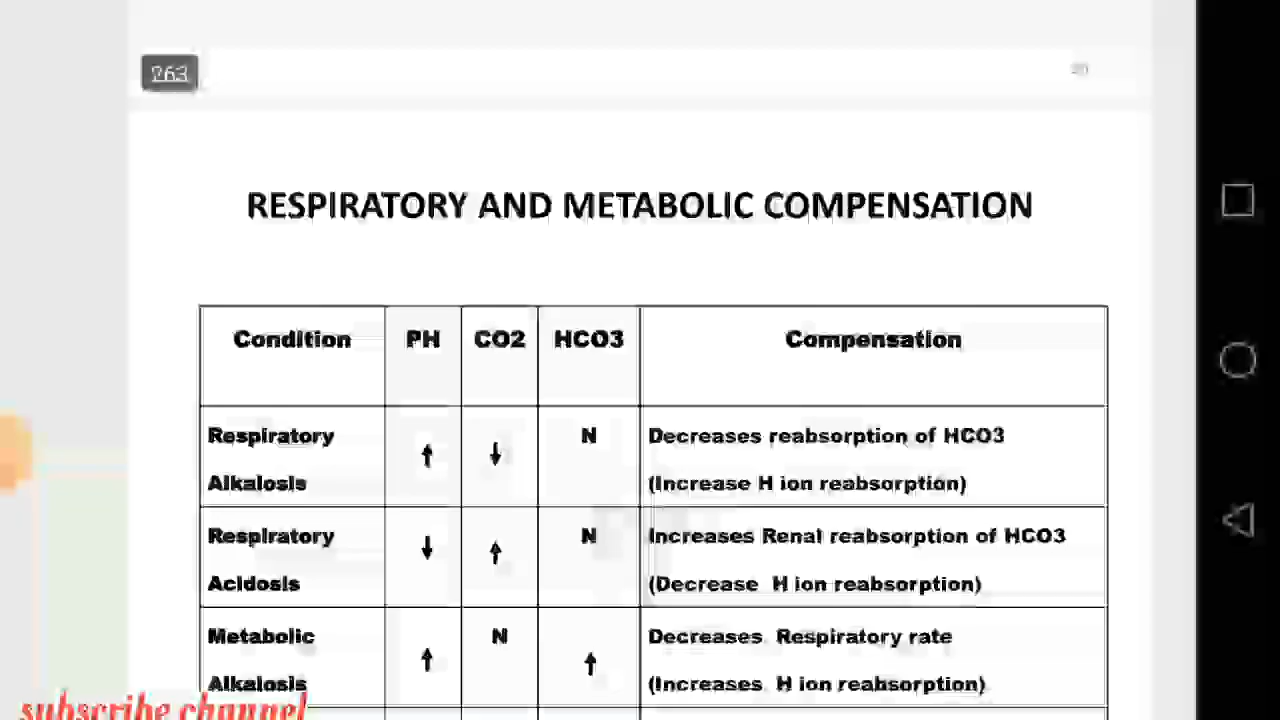 263
RESPIRATORY AND METABOLIC COMPENSATION
Condition PH CO2 HCO3 Compensation
Respiratory Alkalosis ↑ ↓ N Decreases reabsorption of HCO3
(Increase H ion reabsorption)
Respiratory Acidosis ↓ ↑ N Increases Renal reabsorption of HCO3
(Decrease H ion reabsorption)
Metabolic Alkalosis ↑ N ↑ Decreases Respiratory rate
(Increases H ion reabsorption)
subscribe channel